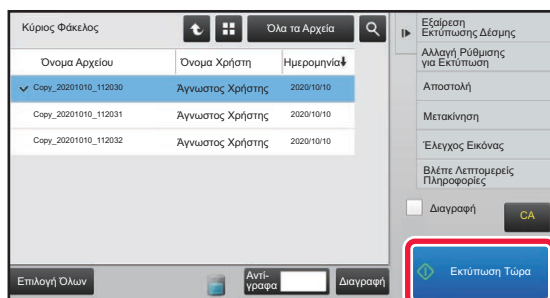 Κύριος Φάκελος
Όλα τα Αρχεία
Όνομα Αρχείου Όνομα Χρήστη Ημερομηνία
Copy_20201010_112030 Άγνωστος Χρήστης 2020/10/10
Copy_20201010_112031 Άγνωστος Χρήστης 2020/10/10
Copy_20201010_112032 Άγνωστος Χρήστης 2020/10/10
Επιλογή Όλων
Αντί-
γραφα
Διαγραφή
Εξαίρεση
Εκτύπωσης Δέσμης
Αλλαγή Ρύθμισης
για Εκτύπωση
Αποστολή
Μετακίνηση
Έλεγχος Εικόνας
Βλέπε Λεπτομερείς
Πληροφορίες
Διαγραφή
CA
Εκτύπωση Τώρα